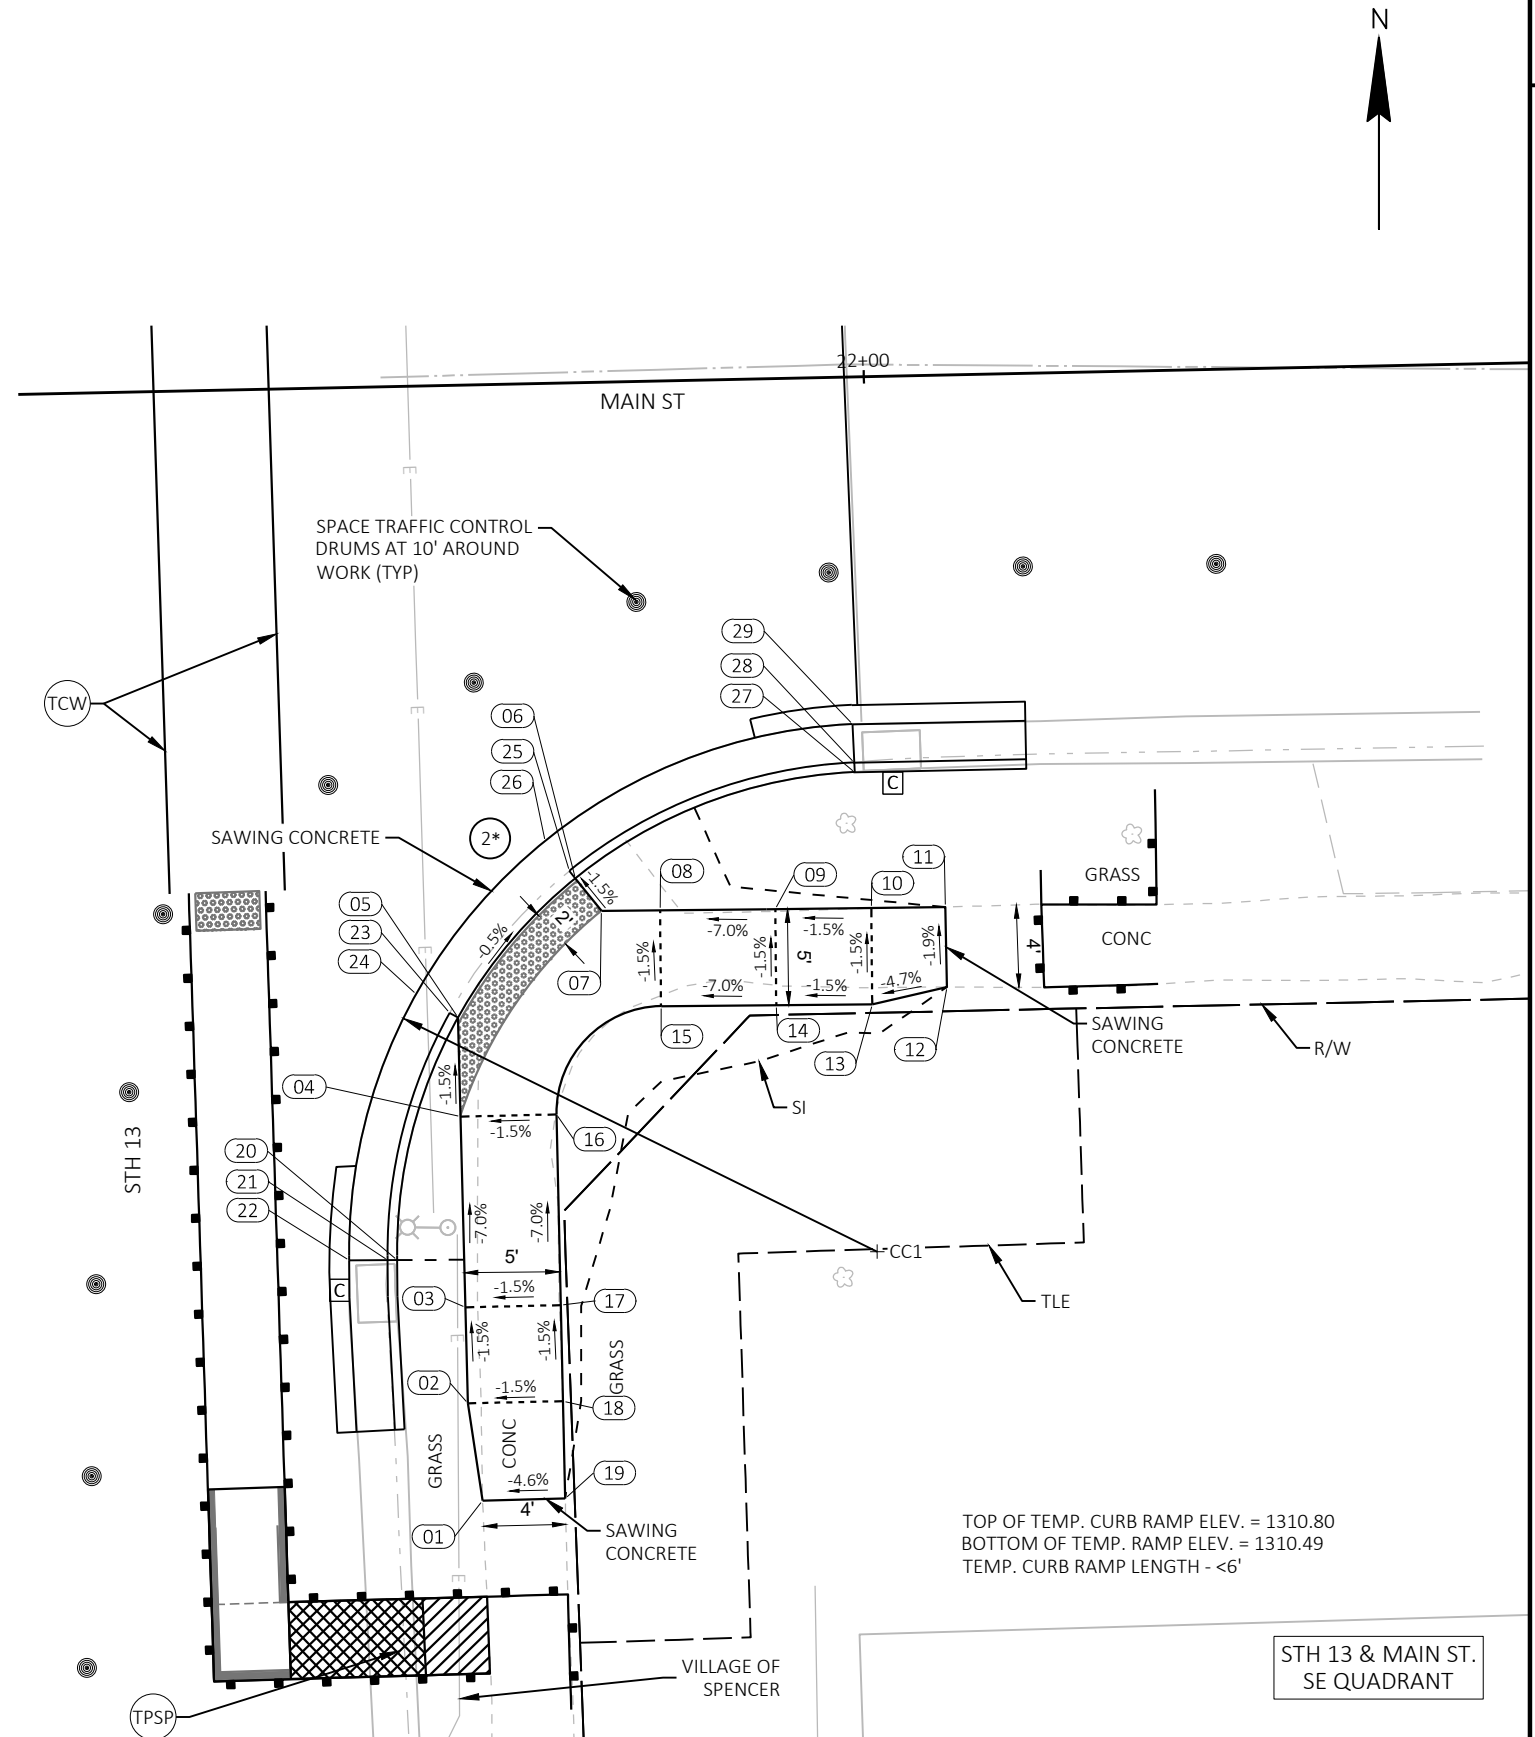 N
22+00
MAIN ST
E
SPACE TRAFFIC CONTROL
DRUMS AT 10' AROUND
WORK (TYP)
29
28
27
TCW
E
06
25
26
C
SAWING CONCRETE
2*
-1.5%
08
09
10
11
GRASS
05
23
24
-0.5%
2'
E
07
-7.0%
-1.5%
-1.5%
-1.5%
5'
-1.5%
-1.9%
4'
CONC
-7.0%
-1.5%
-4.7%
15
14
13
12
SAWING
CONCRETE
R/W
04
-1.5%
-1.5%
16
SI
STH 13
20
21
22
-7.0%
-7.0%
5'
CC1
C
03
-1.5%
17
TLE
-1.5%
-1.5%
E
GRASS
02
-1.5%
18
GRASS
CONC
-4.6%
19
4'
01
SAWING
CONCRETE
E
TOP OF TEMP. CURB RAMP ELEV. = 1310.80
BOTTOM OF TEMP. RAMP ELEV. = 1310.49
TEMP. CURB RAMP LENGTH - <6'
VILLAGE OF
SPENCER
TPSP
STH 13 & MAIN ST.
SE QUADRANT